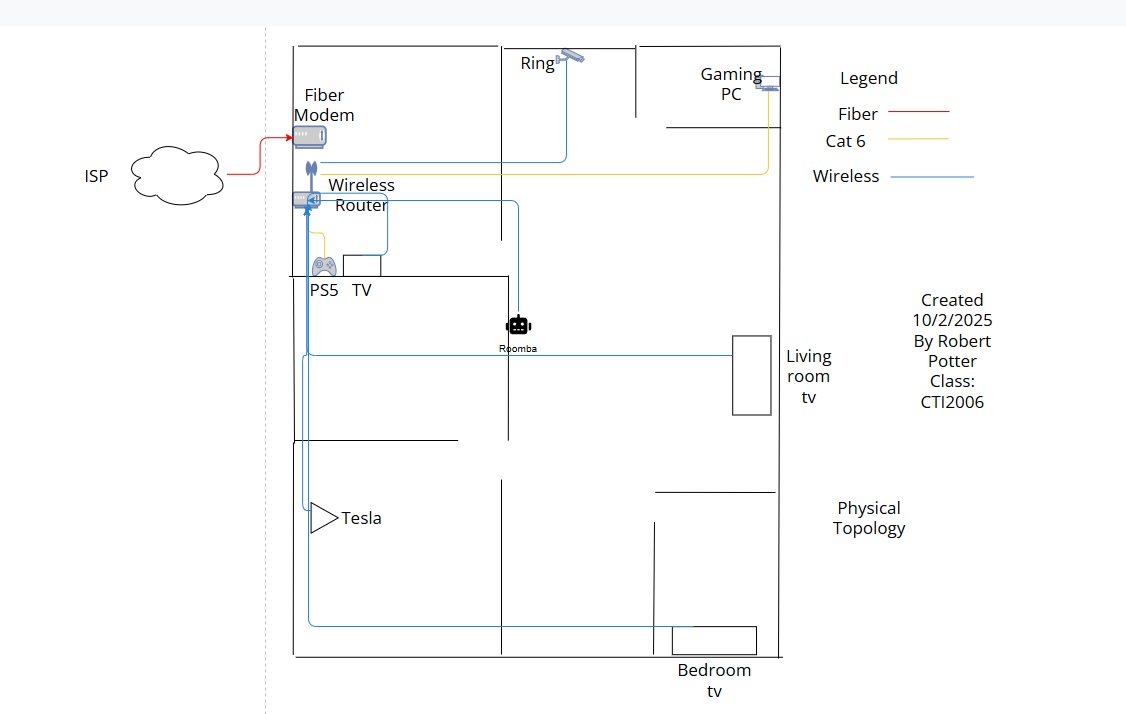 Ring
Gaming
PC
Legend
Fiber
Modem
Fiber
Cat 6
ISP
Wireless
Wireless
Router
PS5
TV
Created
10/2/2025
By Robert
Potter
Class:
CTI2006
Roomba
Living
room
tv
Tesla
Physical
Topology
Bedroom
tv